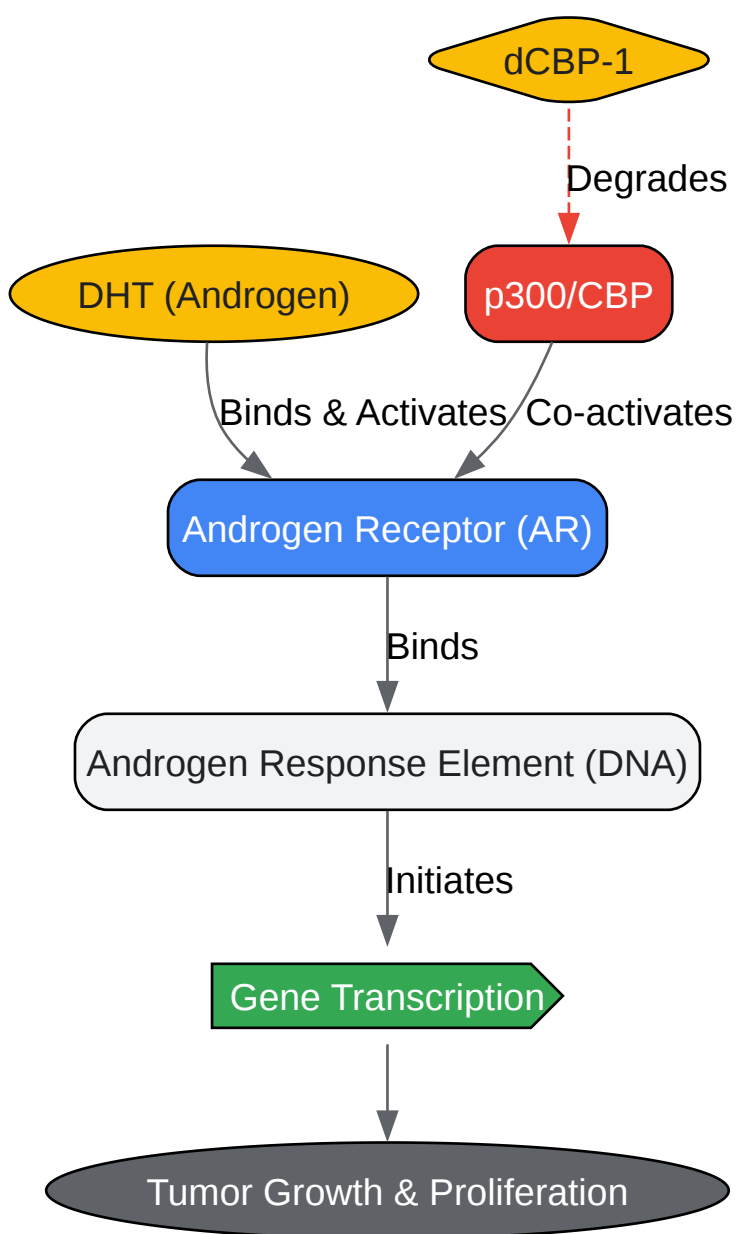 dCBP-1
Degrades
DHT (Androgen)
p300/CBP
Binds & Activates
Co-activates
Androgen Receptor (AR)
Binds
Androgen Response Element (DNA)
Initiates
Gene Transcription
Tumor Growth & Proliferation